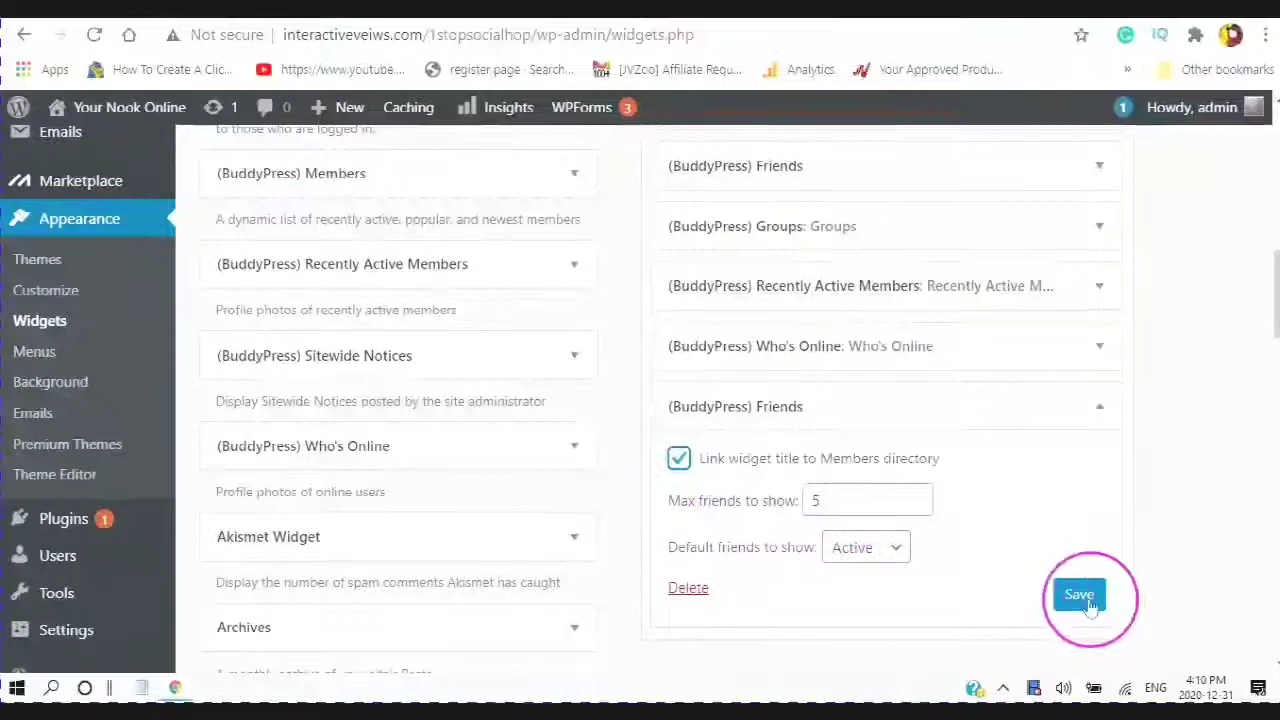 Not secure | interactiveveiws.com/1stopsocialhop/wp-admin/widgets.php
Apps How To Create A Clic... https://www.youtube.... register page - Search... [JVZoo] Affiliate Requ... Analytics Your Approved Produ... » Other bookmarks
Your Nook Online 1 0 New Caching Insights WPForms 3 1 Howdy, admin
Emails
Marketplace
Appearance
Themes
Customize
Widgets
Menus
Background
Emails
Premium Themes
Theme Editor
Plugins 1
Users
Tools
Settings
to those who are logged in.
(BuddyPress) Members
A dynamic list of recently active, popular, and newest members
(BuddyPress) Recently Active Members
Profile photos of recently active members
(BuddyPress) Sitewide Notices
Display Sitewide Notices posted by the site administrator
(BuddyPress) Who's Online
Profile photos of online users
Akismet Widget
Display the number of spam comments Akismet has caught
Archives
(BuddyPress) Friends
(BuddyPress) Groups: Groups
(BuddyPress) Recently Active Members: Recently Active M...
(BuddyPress) Who's Online: Who's Online
(BuddyPress) Friends
Link widget title to Members directory
Max friends to show: 5
Default friends to show: Active
Delete
Save
ENG
4:10 PM
2020-12-31